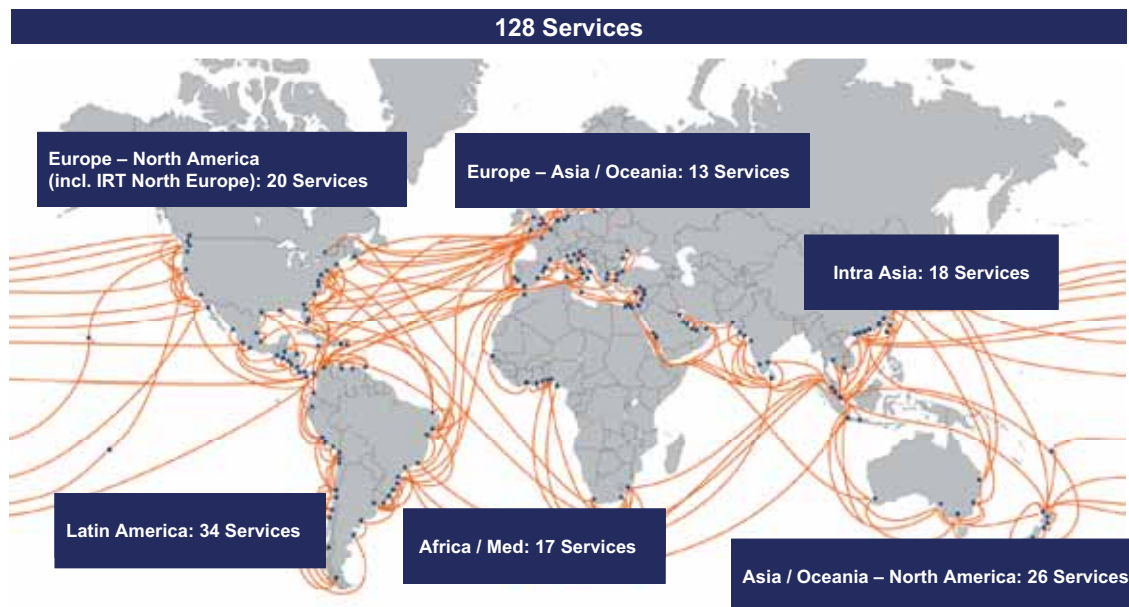 128 Services
Europe – North America
(incl. IRT North Europe): 20 Services
Europe – Asia / Oceania: 13 Services
Intra Asia: 18 Services
Latin America: 34 Services
Africa / Med: 17 Services
Asia / Oceania – North America: 26 Services